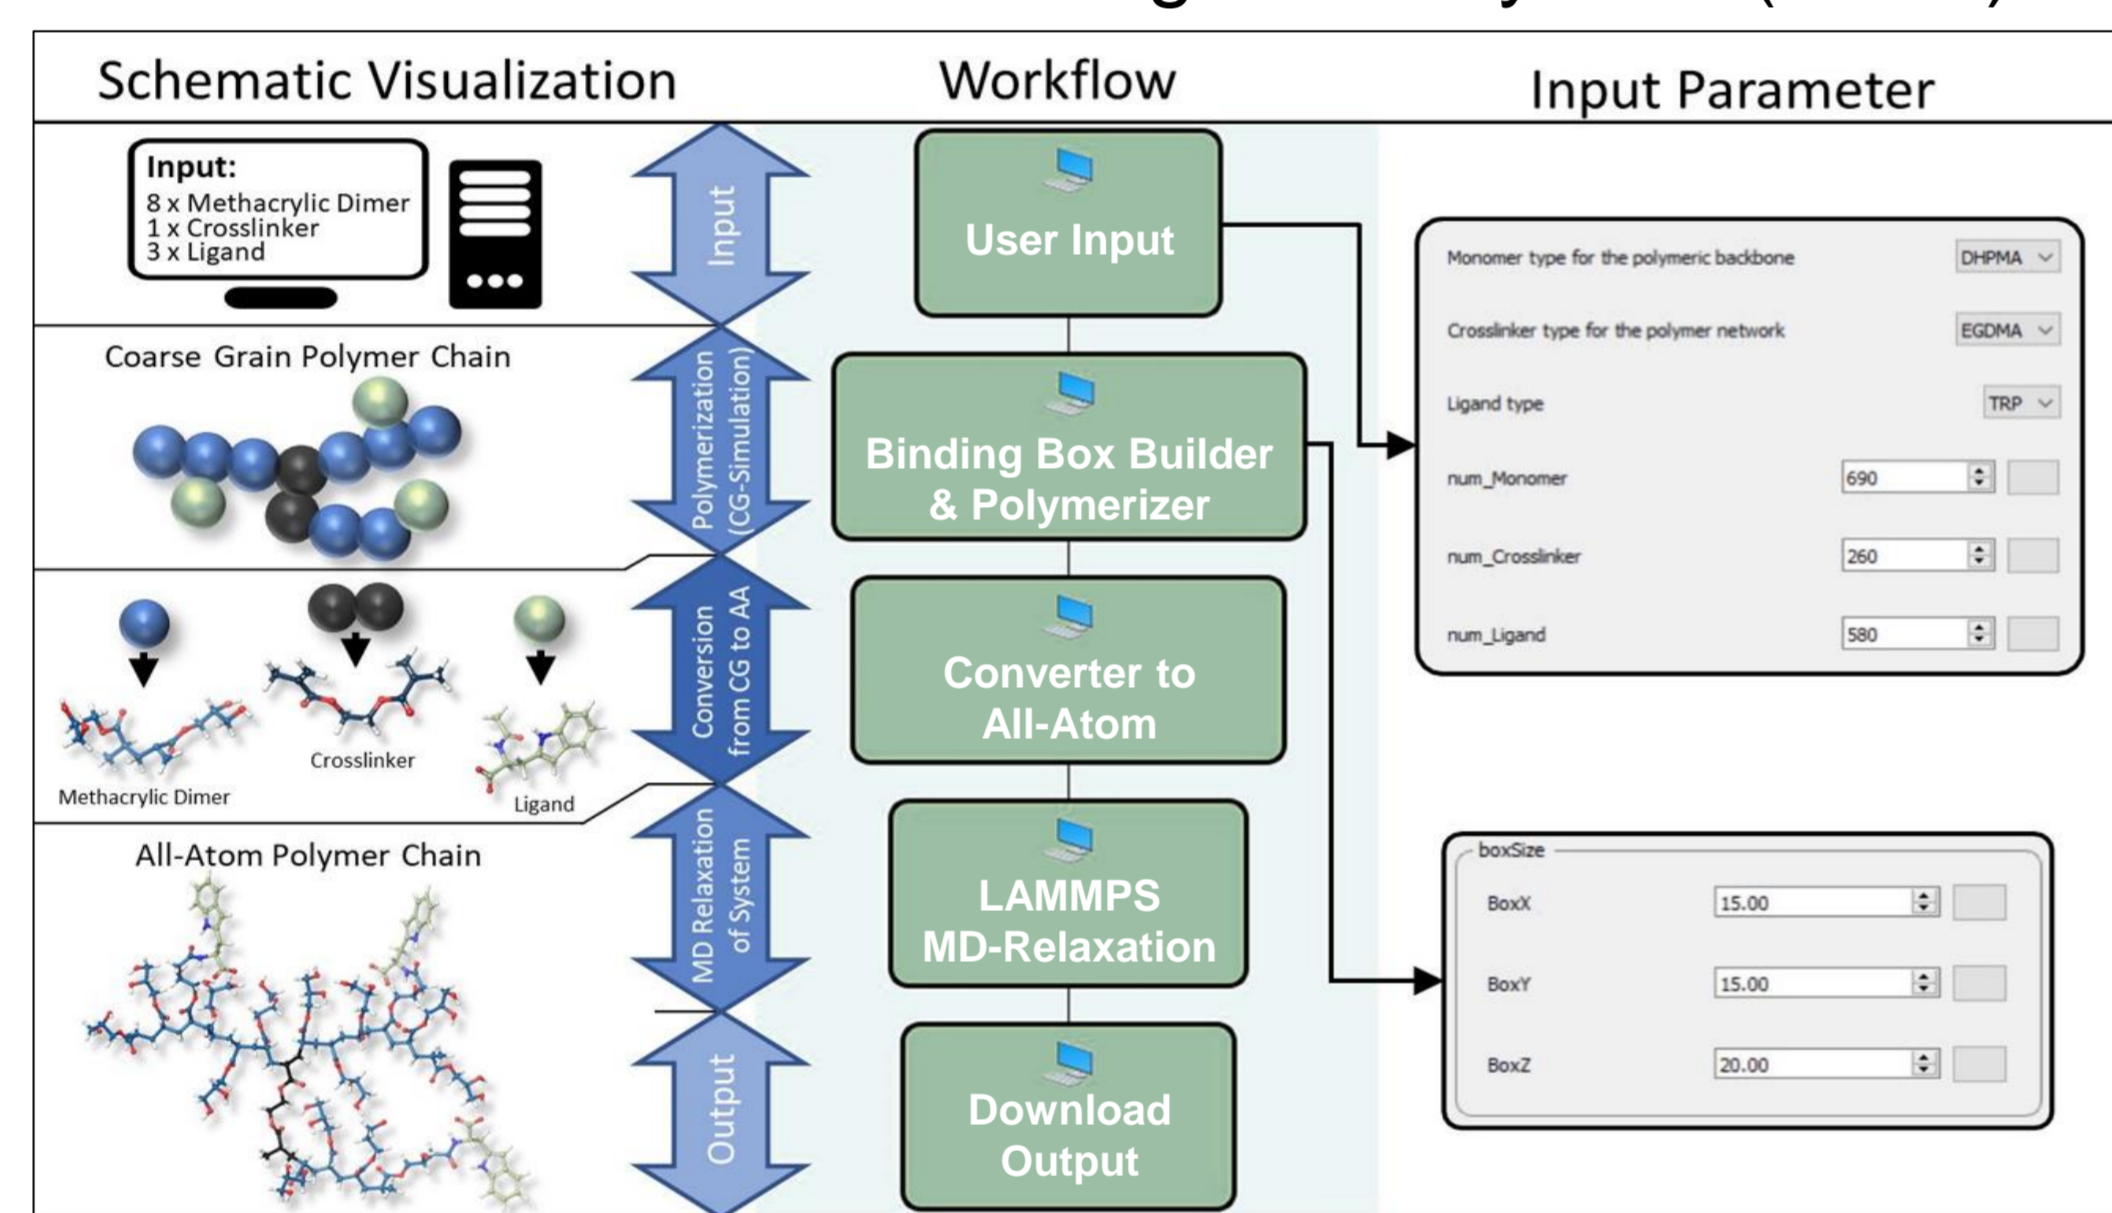 Schematic Visualization
Workflow
Input Parameter
Input:
8 x Methacrylic Dimer
1 x Crosslinker
3 x Ligand
Input
User Input
Monomer type for the polymeric backbone
DHPMA
Crosslinker type for the polymer network
EGDMA
Ligand type
TRP
num_Monomer
690
num_Crosslinker
260
num_Ligand
580
Coarse Grain Polymer Chain
Polymerization
(CG-Simulation)
Binding Box Builder
& Polymerizer
Methacrylic Dimer
Crosslinker
Ligand
Conversion
from CG to AA
Converter to
All-Atom
All-Atom Polymer Chain
MD Relaxation
of System
LAMMPS
MD-Relaxation
boxSize
BoxX
15.00
BoxY
15.00
BoxZ
20.00
Output
Download
Output